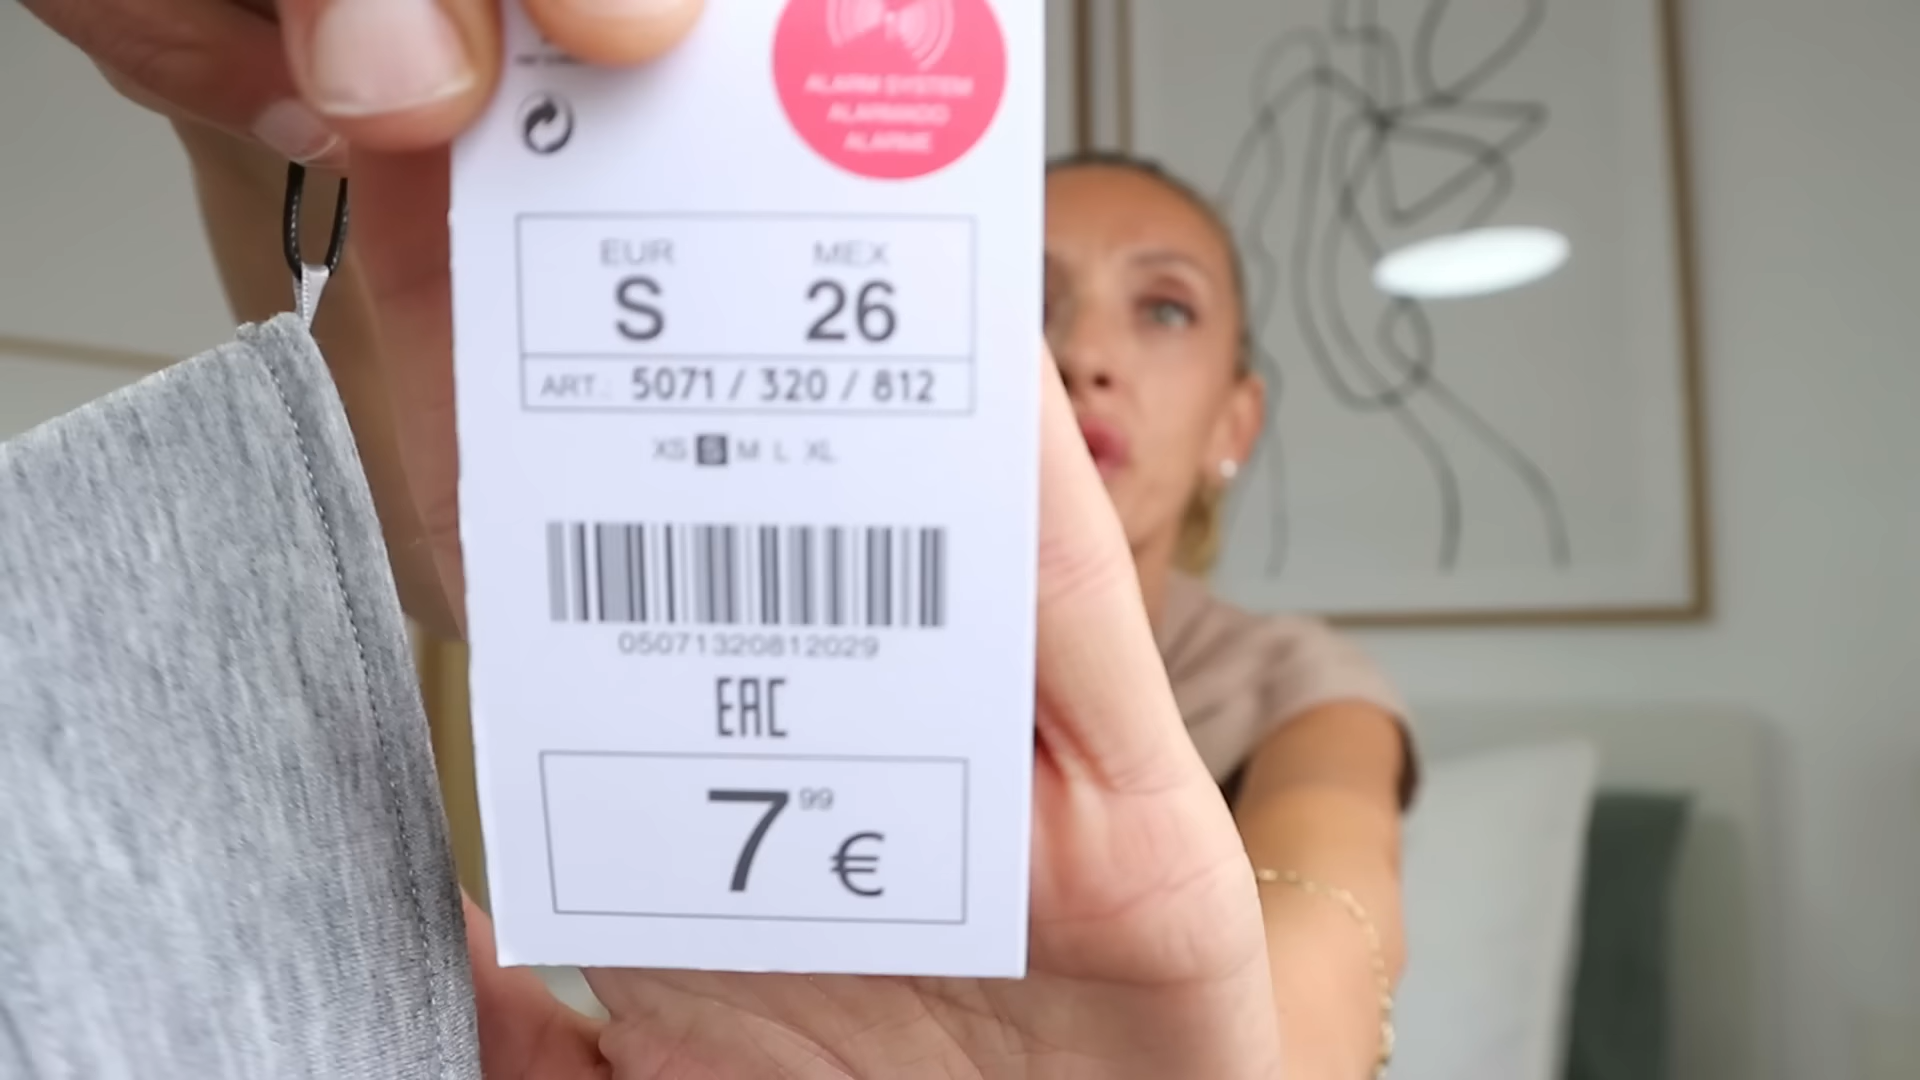 ALARM SYSTEM
ALARMADO
ALARME
EUR MEX
S 26
ART.: 5071 / 320 / 812
XS S M L XL
05071320812029
EAC
7 99 €